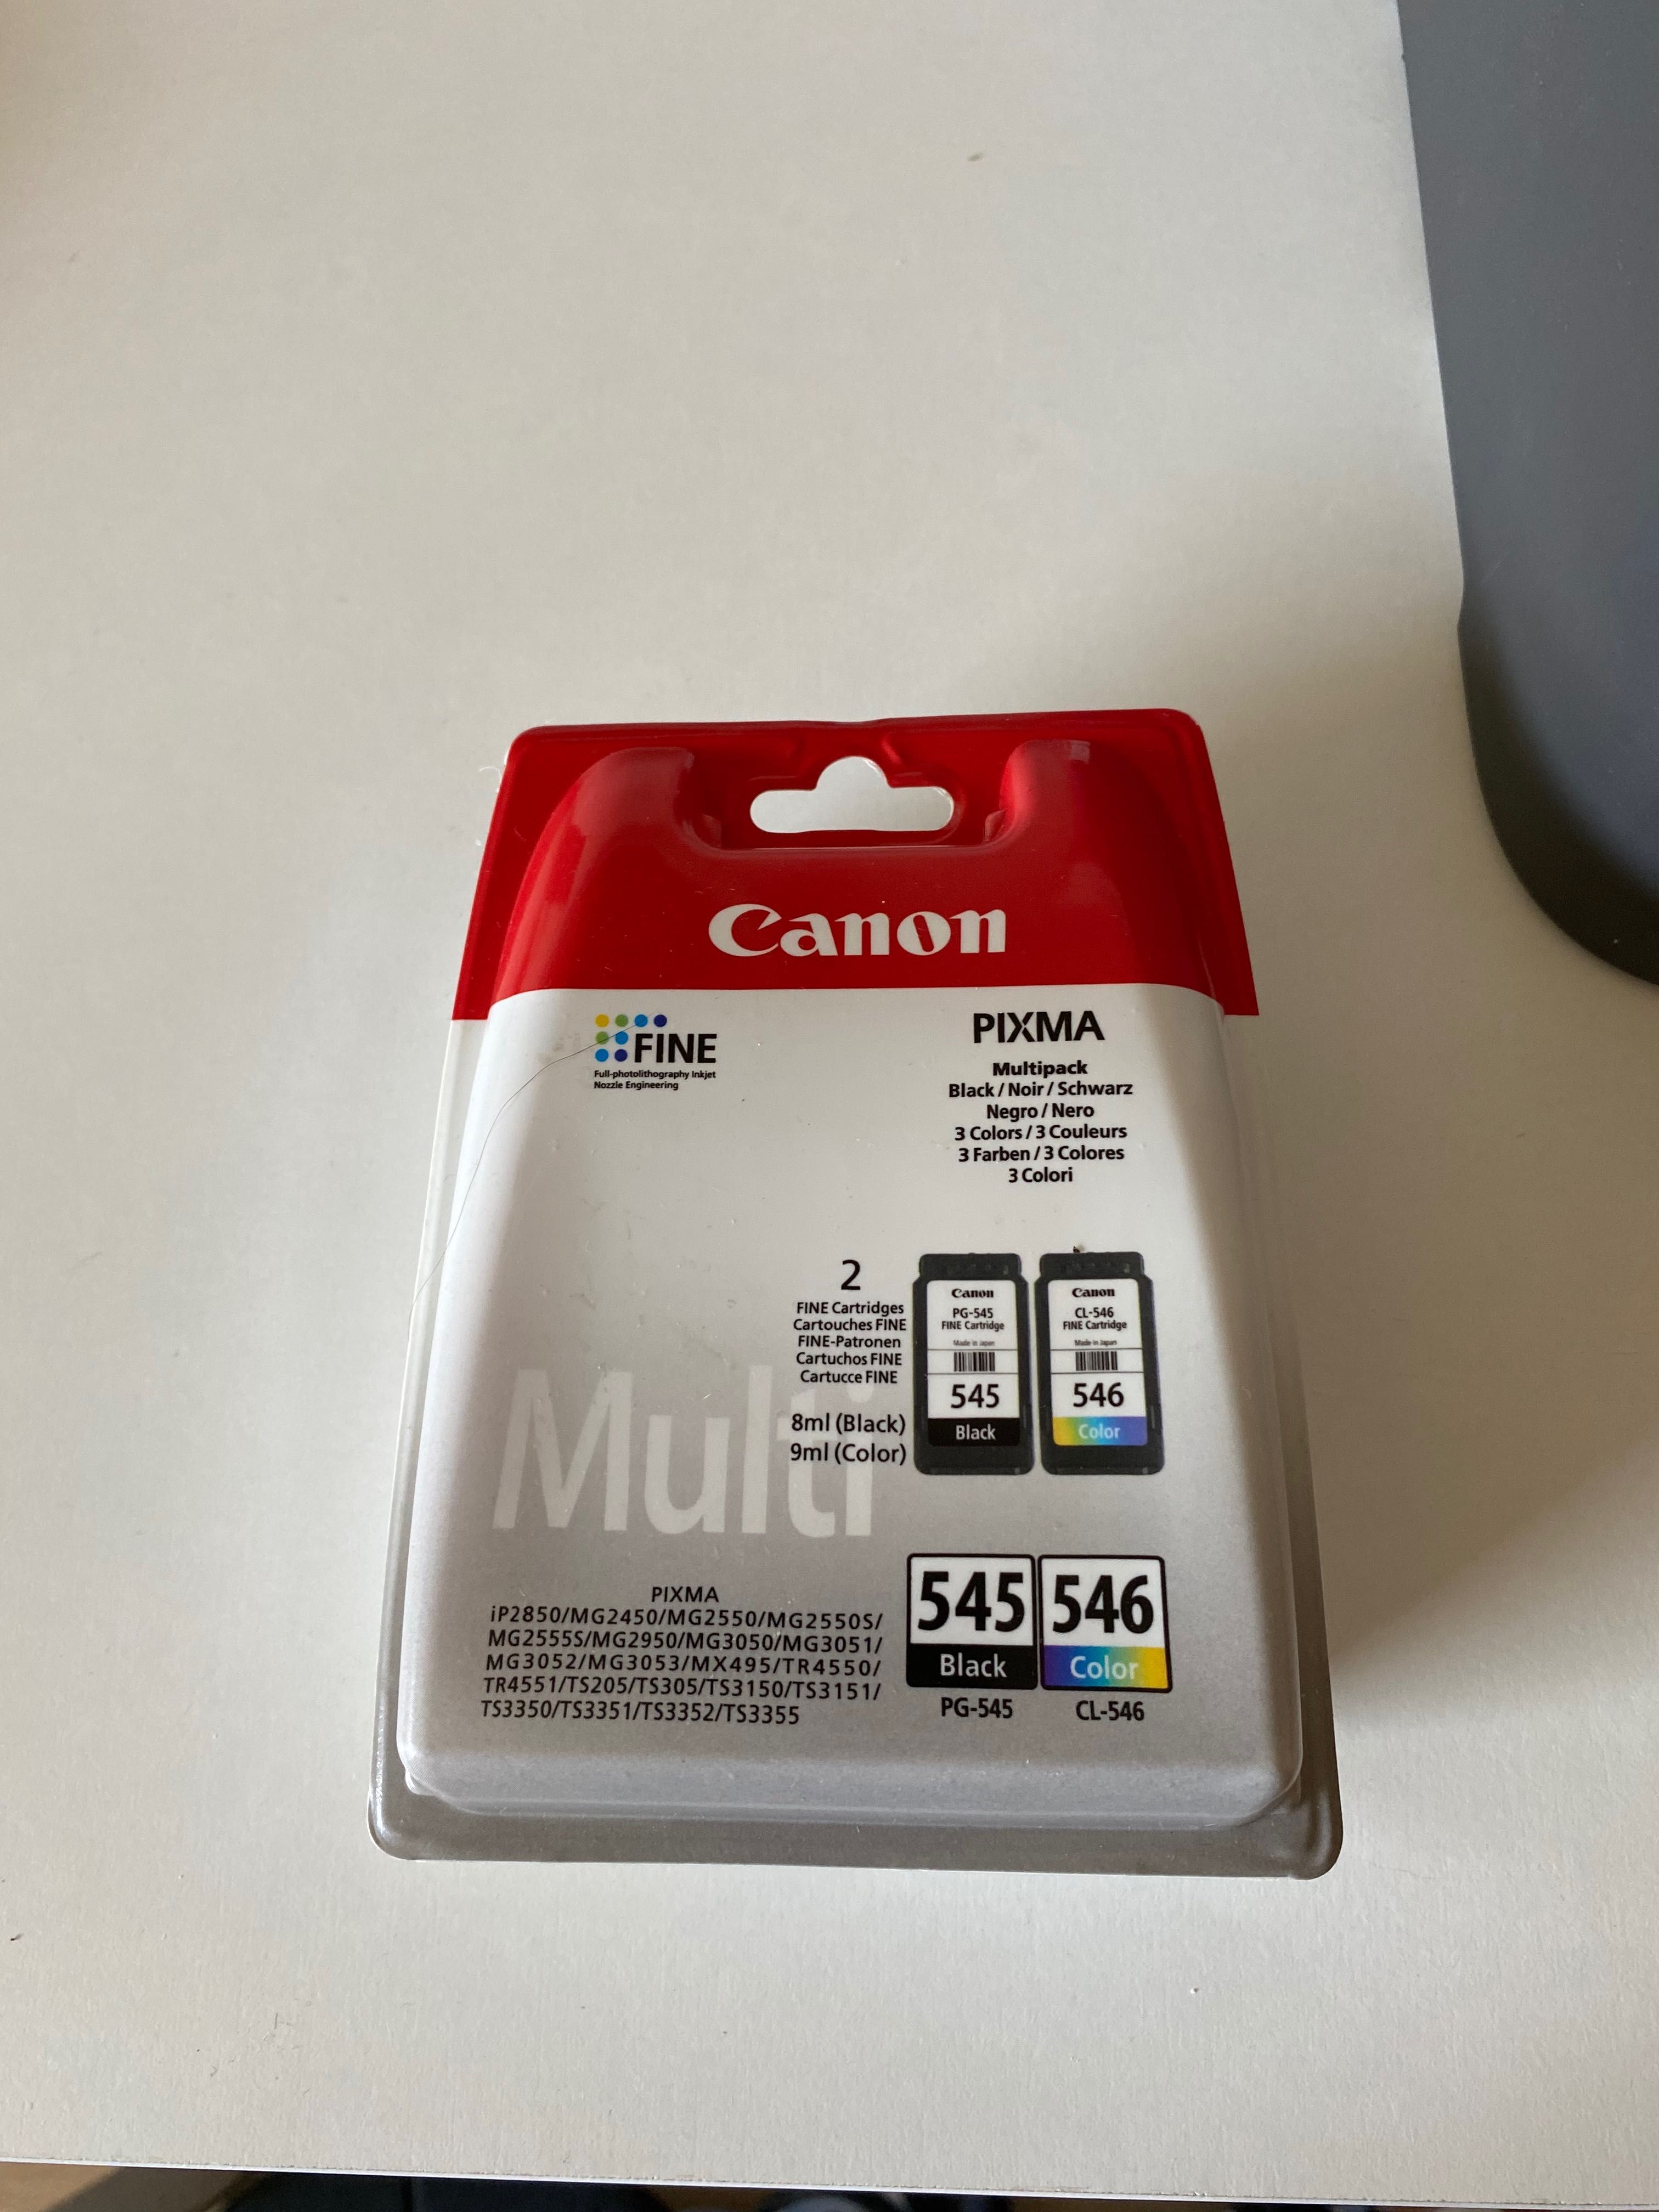 Canon
FINE
Full-photolithography Inkjet
Nozzle Engineering
PIXMA
Multipack
Black / Noir / Schwarz
Negro / Nero
3 Colors / 3 Couleurs
3 Farben / 3 Colores
3 Colori
2
FINE Cartridges
Cartouches FINE
FINE-Patronen
Cartuchos FINE
Cartucce FINE
8ml (Black)
9ml (Color)
Canon
PG-545
FINE Cartridge
Made in Japan
545
Black
Canon
CL-546
FINE Cartridge
Made in Japan
546
Color
Multi
PIXMA
iP2850/MG2450/MG2550/MG2550S/
MG2555S/MG2950/MG3050/MG3051/
MG3052/MG3053/MX495/TR4550/
TR4551/TS205/TS305/TS3150/TS3151/
TS3350/TS3351/TS3352/TS3355
545
Black
PG-545
546
Color
CL-546